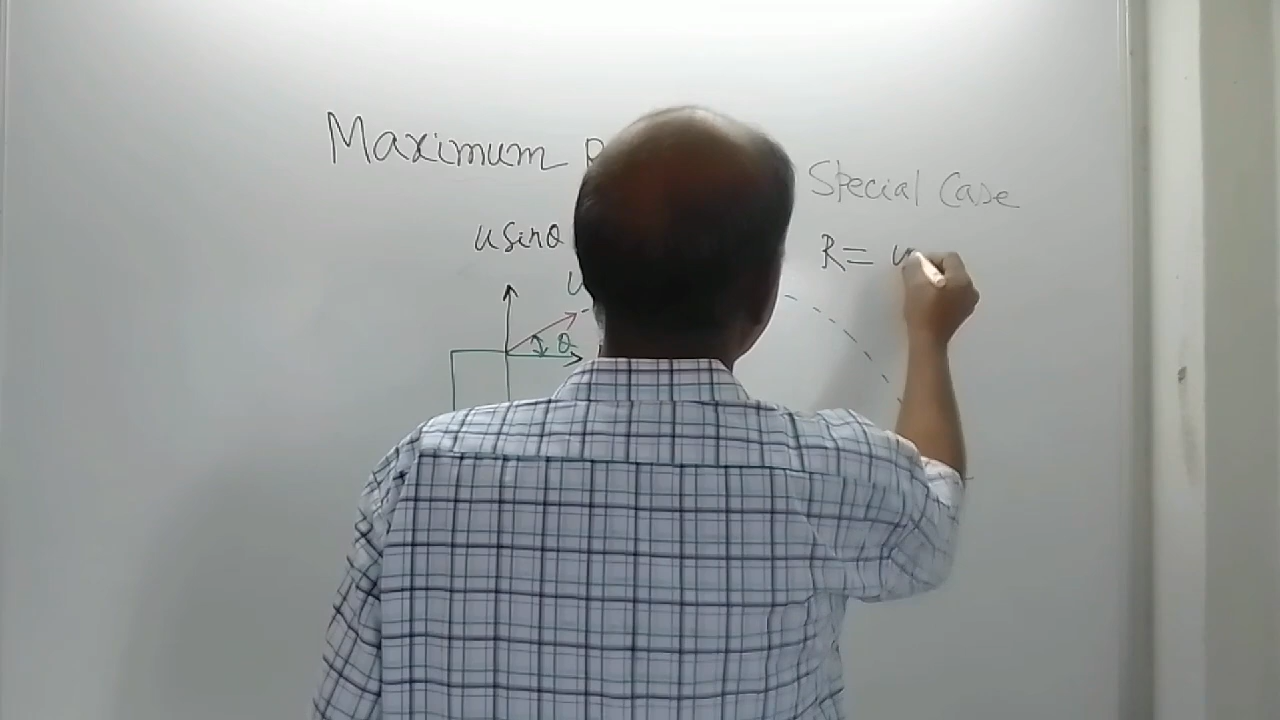 Maximum
Special Case
u sinθ
R = u
u
θ